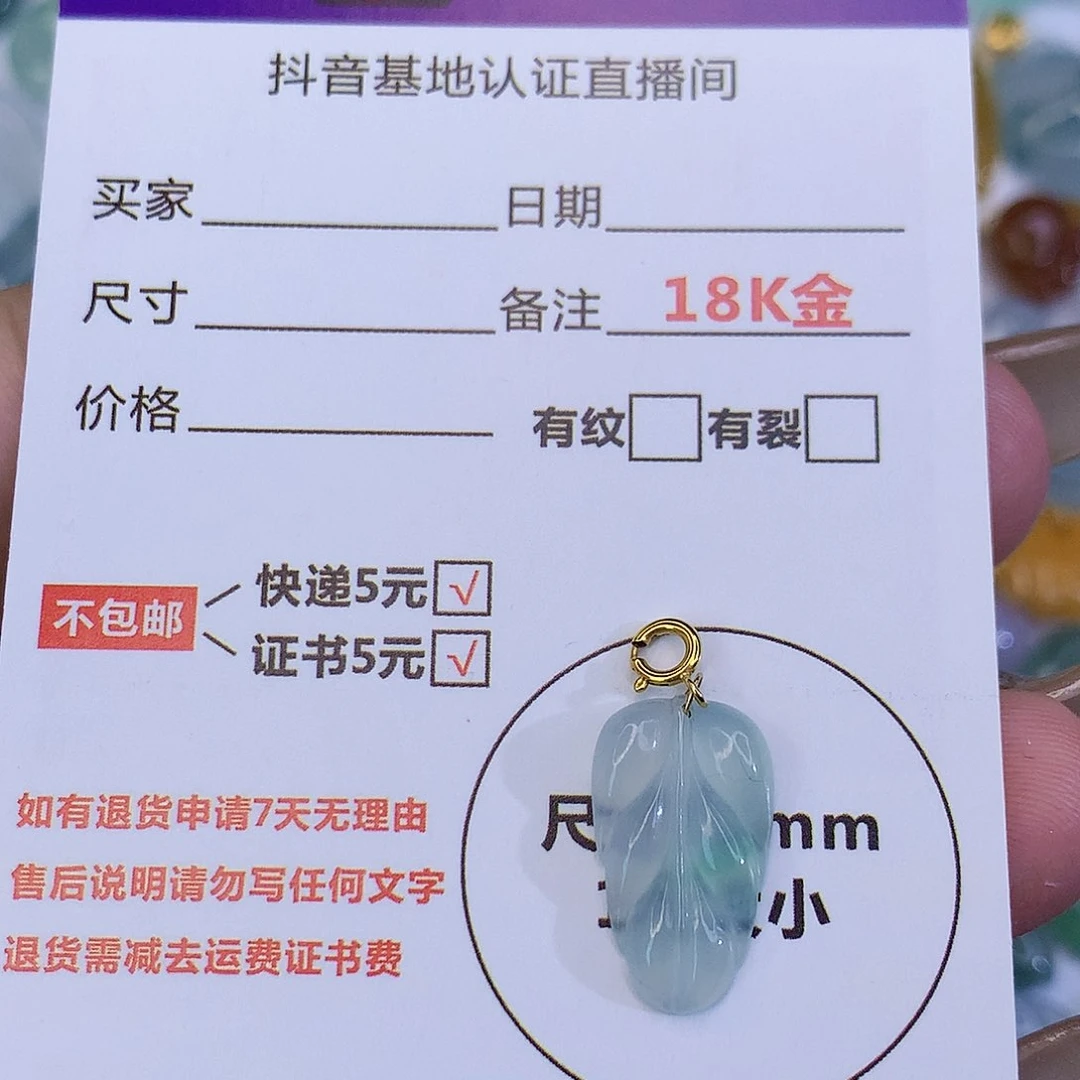 抖音基地认证直播间
买家 日期
尺寸 备注 18K金
价格 有纹 有裂
不包邮 快递5元 √
证书5元 √
如有退货申请7天无理由
售后说明请勿写任何文字
退货需减去运费证书费
尺 mm
小